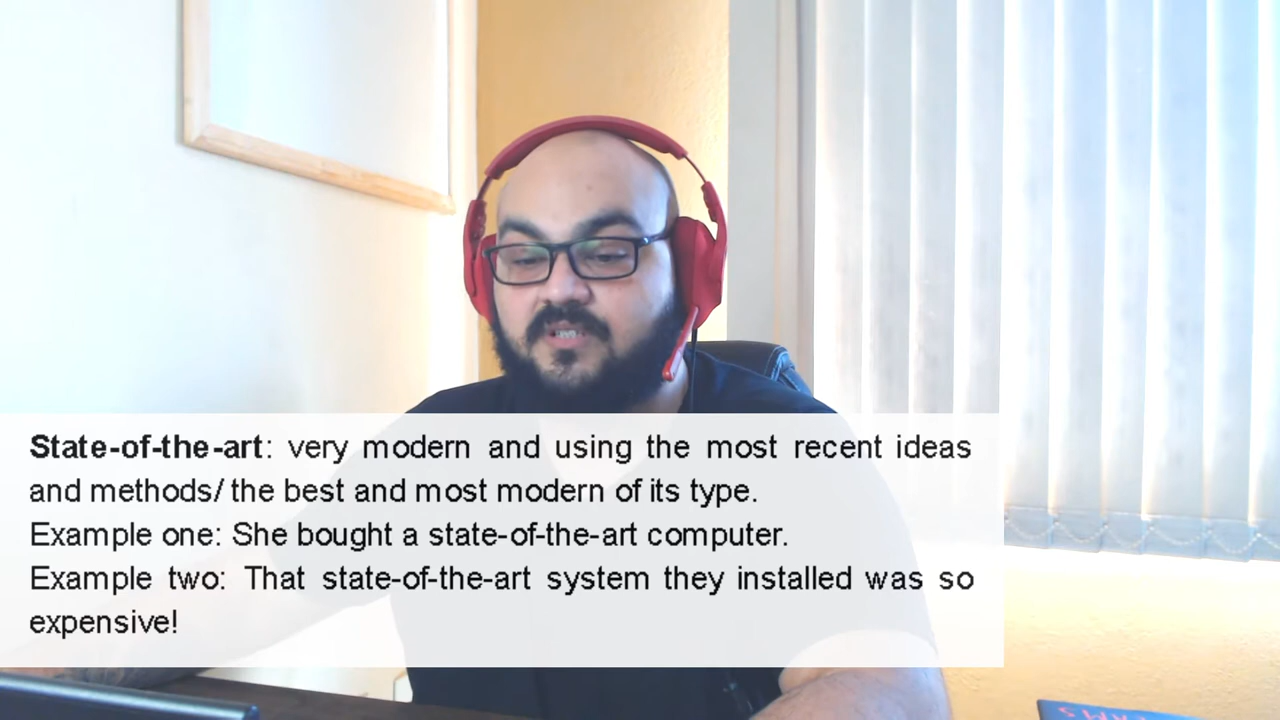 State-of-the-art: very modern and using the most recent ideas
and methods/ the best and most modern of its type.
Example one: She bought a state-of-the-art computer.
Example two: That state-of-the-art system they installed was so
expensive!